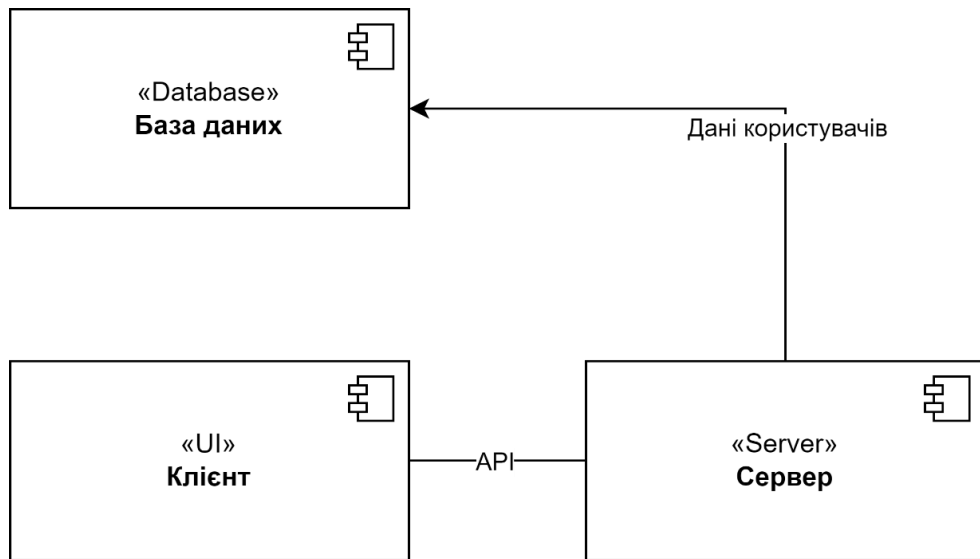 «Database»
База даних
Дані користувачів
«UI»
Клієнт
API
«Server»
Сервер